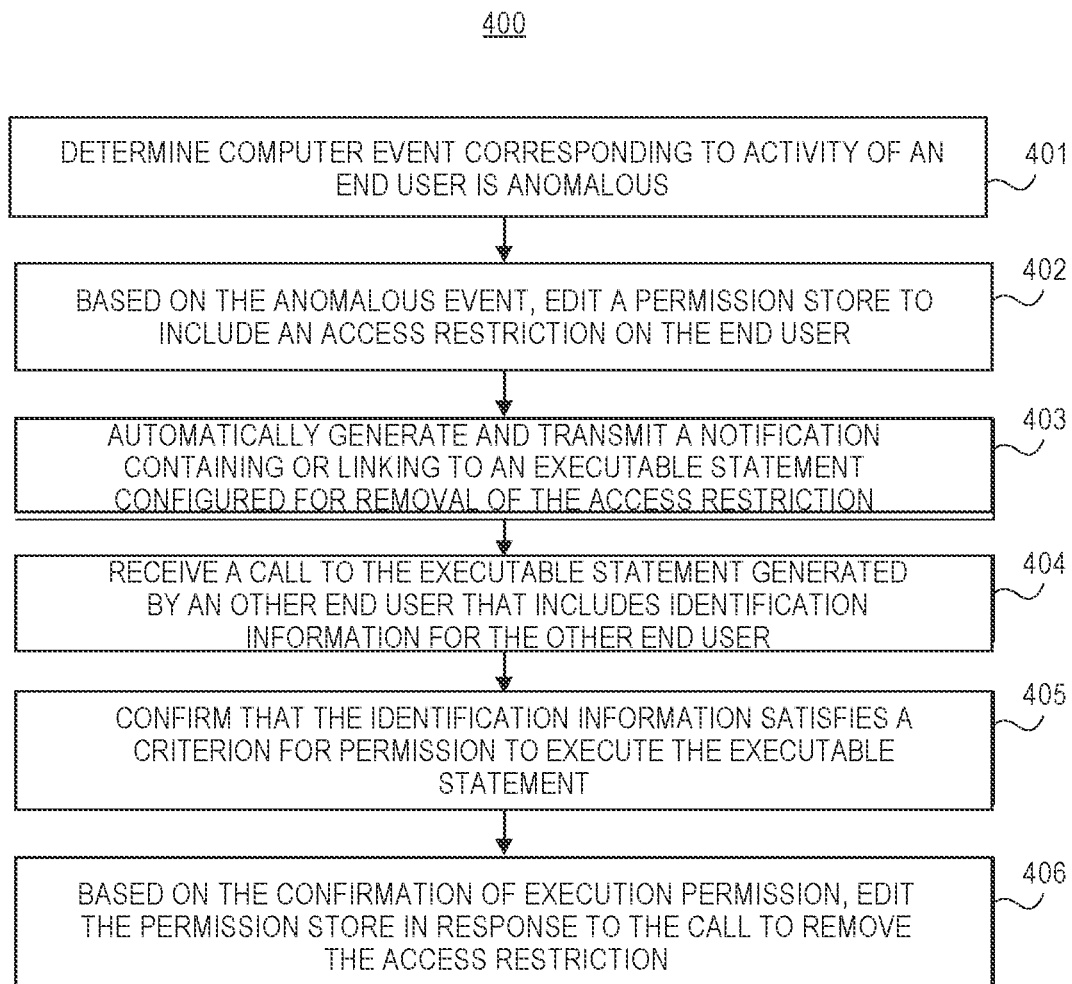 400
DETERMINE COMPUTER EVENT CORRESPONDING TO ACTIVITY OF AN
END USER IS ANOMALOUS
401
BASED ON THE ANOMALOUS EVENT, EDIT A PERMISSION STORE TO
INCLUDE AN ACCESS RESTRICTION ON THE END USER
402
AUTOMATICALLY GENERATE AND TRANSMIT A NOTIFICATION
CONTAINING OR LINKING TO AN EXECUTABLE STATEMENT
CONFIGURED FOR REMOVAL OF THE ACCESS RESTRICTION
403
RECEIVE A CALL TO THE EXECUTABLE STATEMENT GENERATED
BY AN OTHER END USER THAT INCLUDES IDENTIFICATION
INFORMATION FOR THE OTHER END USER
404
CONFIRM THAT THE IDENTIFICATION INFORMATION SATISFIES A
CRITERION FOR PERMISSION TO EXECUTE THE EXECUTABLE
STATEMENT
405
BASED ON THE CONFIRMATION OF EXECUTION PERMISSION, EDIT
THE PERMISSION STORE IN RESPONSE TO THE CALL TO REMOVE
THE ACCESS RESTRICTION
406